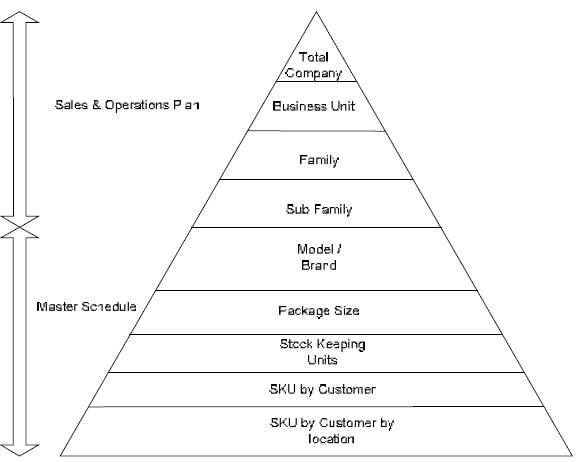 Total
Company
Sales & Operations Plan
Business Unit
Family
Sub Family
Model /
Brand
Master Schedule
Package Size
Stock Keeping
Units
SKU by Customer
SKU by Customer by
location